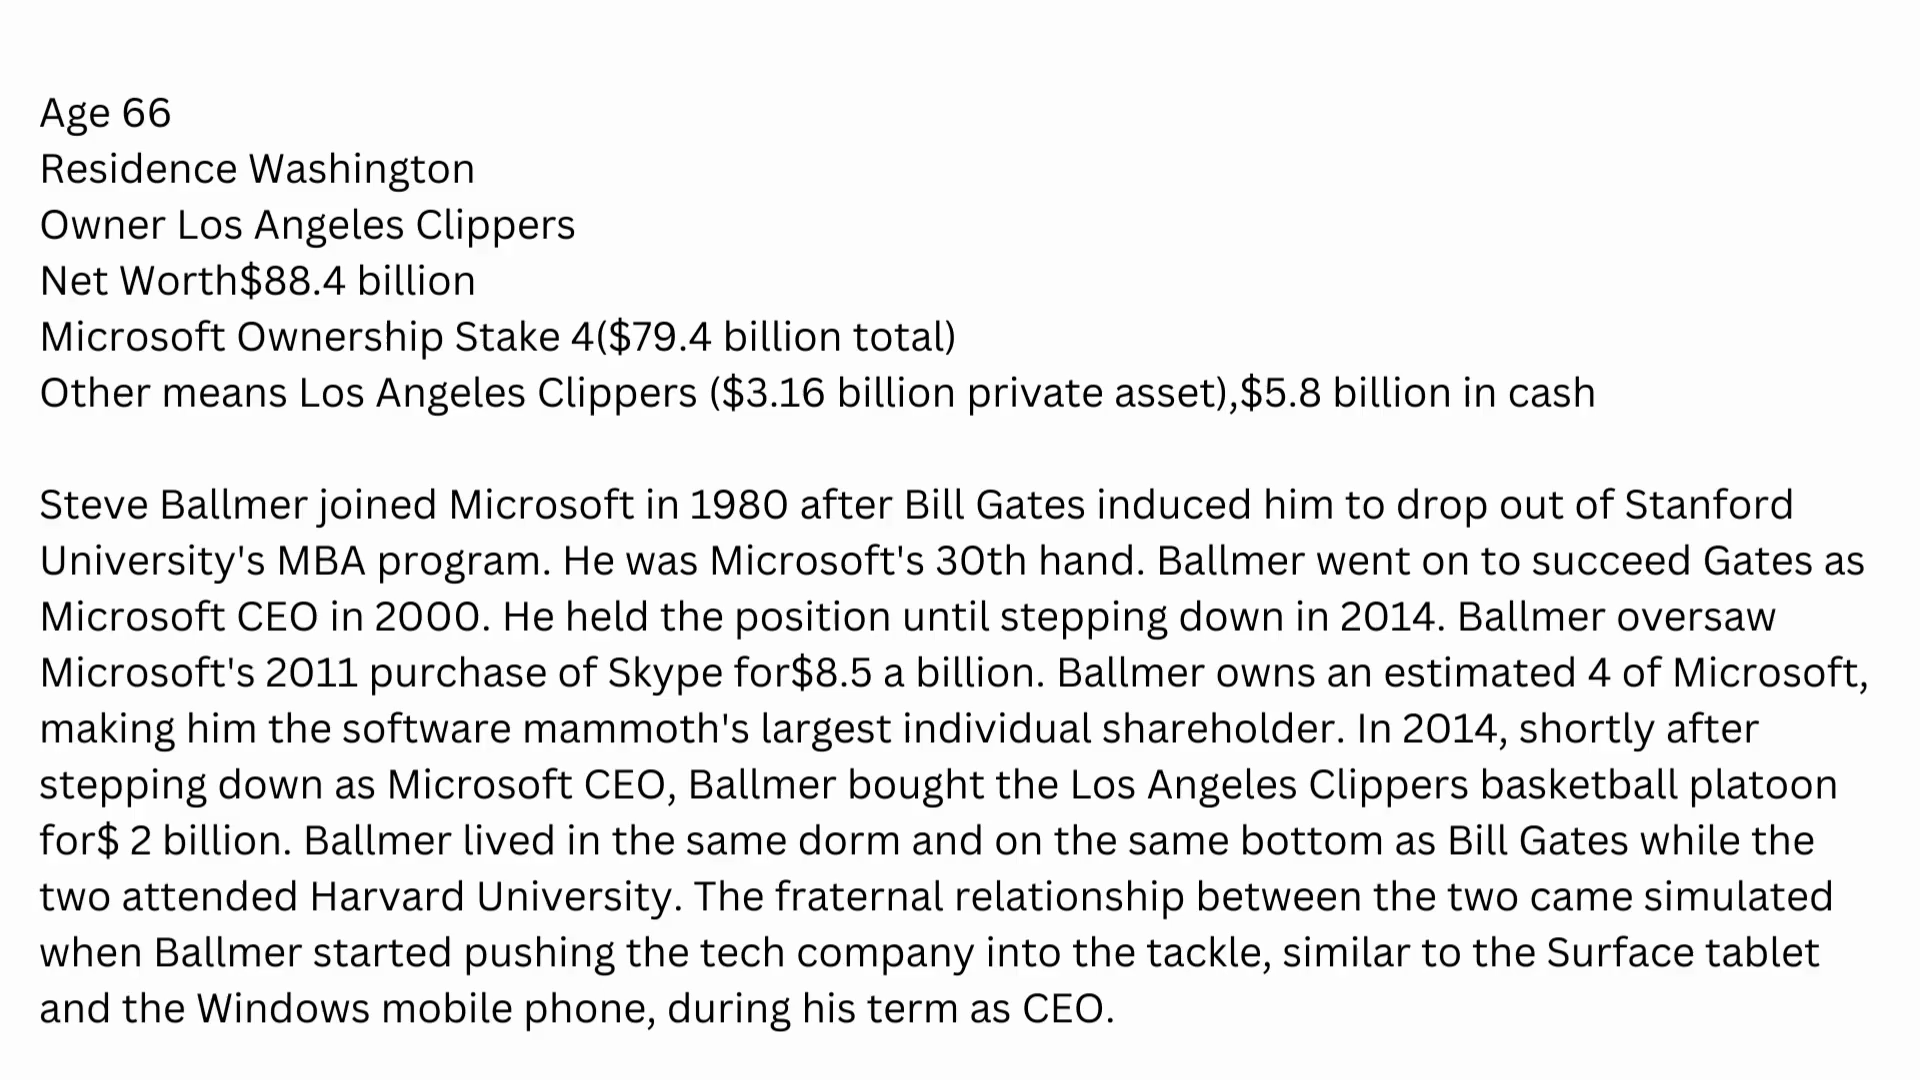 Age 66
Residence Washington
Owner Los Angeles Clippers
Net Worth$88.4 billion
Microsoft Ownership Stake 4($79.4 billion total)
Other means Los Angeles Clippers ($3.16 billion private asset),$5.8 billion in cash
Steve Ballmer joined Microsoft in 1980 after Bill Gates induced him to drop out of Stanford
University's MBA program. He was Microsoft's 30th hand. Ballmer went on to succeed Gates as
Microsoft CEO in 2000. He held the position until stepping down in 2014. Ballmer oversaw
Microsoft's 2011 purchase of Skype for$8.5 a billion. Ballmer owns an estimated 4 of Microsoft,
making him the software mammoth's largest individual shareholder. In 2014, shortly after
stepping down as Microsoft CEO, Ballmer bought the Los Angeles Clippers basketball platoon
for$ 2 billion. Ballmer lived in the same dorm and on the same bottom as Bill Gates while the
two attended Harvard University. The fraternal relationship between the two came simulated
when Ballmer started pushing the tech company into the tackle, similar to the Surface tablet
and the Windows mobile phone, during his term as CEO.